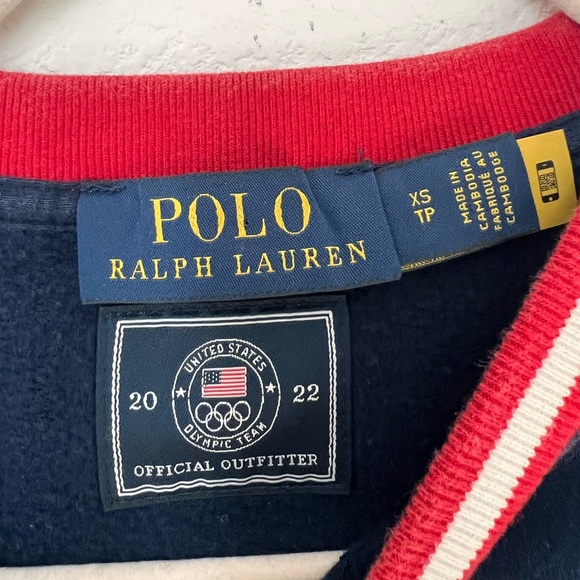 POLO
RALPH LAUREN
XS
TP
MADE IN
CAMBODIA
FABRIQUÉ AU
CAMBODGE
UNITED STATES
20 22
OLYMPIC TEAM
OFFICIAL OUTFITTER